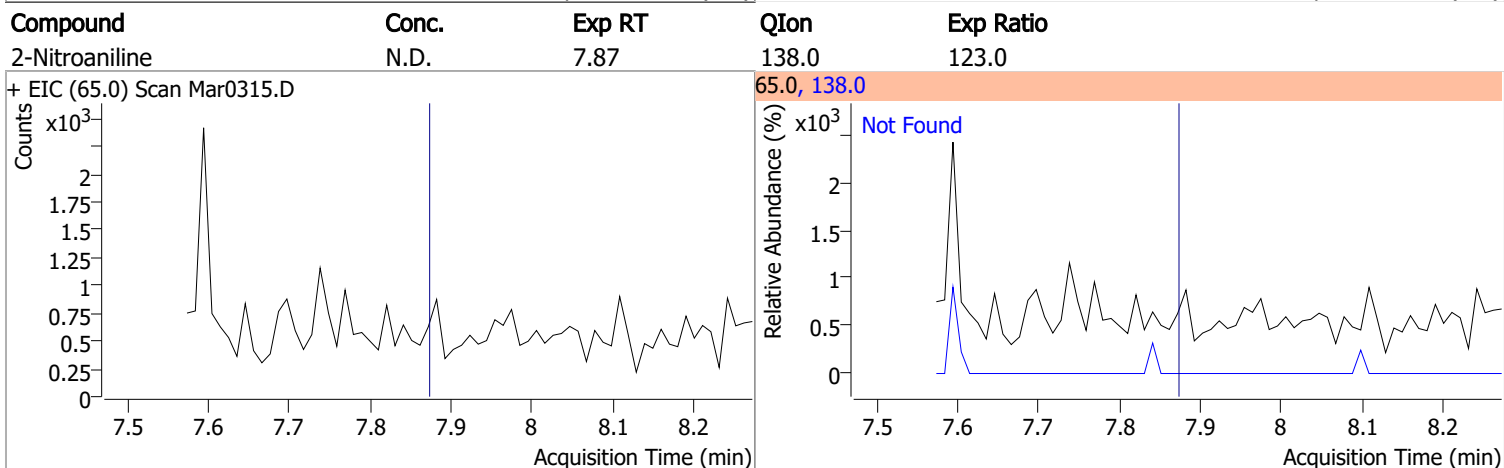 Compound Conc. Exp RT QIon Exp Ratio
2-Nitroaniline N.D. 7.87 138.0 123.0
+ EIC (65.0) Scan Mar0315.D
Counts
x10³
2
1.75
1.5
1.25
1
0.75
0.5
0.25
0
7.5 7.6 7.7 7.8 7.9 8 8.1 8.2
Acquisition Time (min)
65.0, 138.0
Relative Abundance (%)
x10³
Not Found
2
1.5
1
0.5
0
7.5 7.6 7.7 7.8 7.9 8 8.1 8.2
Acquisition Time (min)